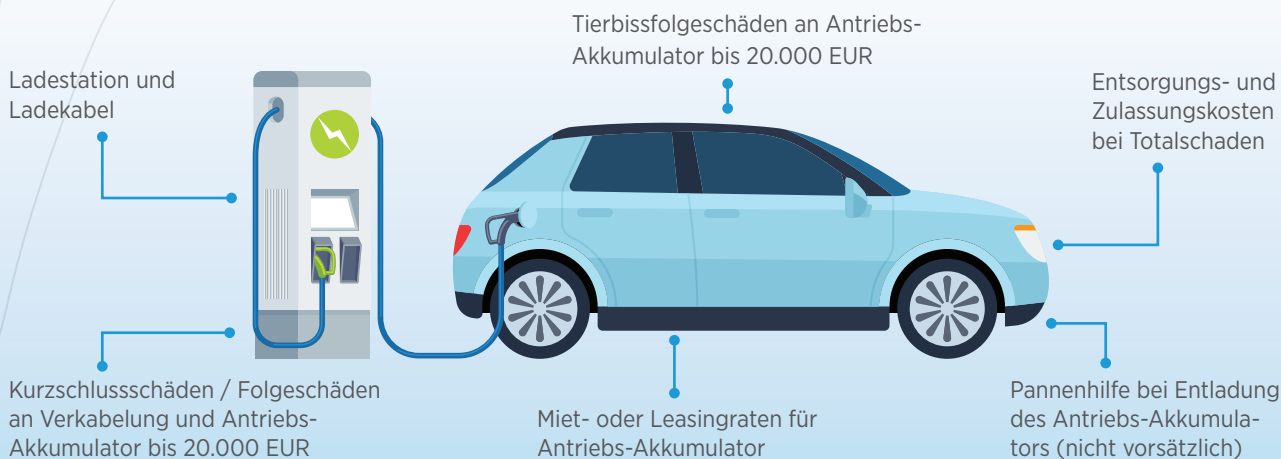 Tierbissfolgeschäden an Antriebs-
Akkumulator bis 20.000 EUR
Ladestation und
Ladekabel
Entsorgungs- und
Zulassungskosten
bei Totalschaden
Kurzschlussschäden / Folgeschäden
an Verkabelung und Antriebs-
Akkumulator bis 20.000 EUR
Miet- oder Leasingraten für
Antriebs-Akkumulator
Pannenhilfe bei Entladung
des Antriebs-Akkumula-
tors (nicht vorsätzlich)